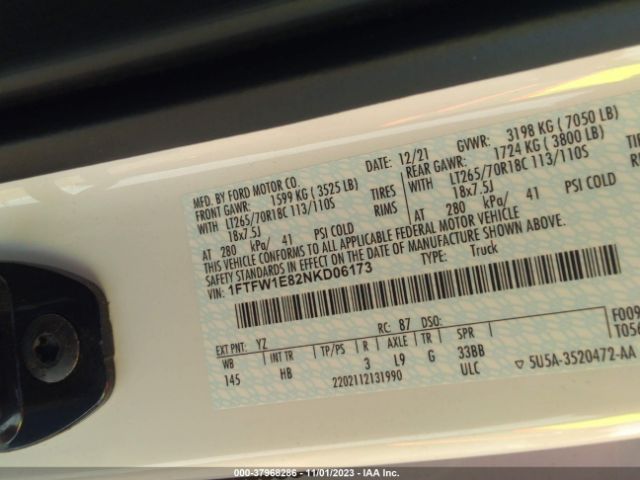 MFD. BY FORD MOTOR CO.
DATE: 12/21 GVWR: 3198 KG ( 7050 LB)
FRONT GAWR: 1599 KG ( 3525 LB) REAR GAWR: 1724 KG ( 3800 LB)
WITH LT265/70R18C 113/110S TIRES WITH LT265/70R18C 113/110S
18x7.5J RIMS 18x7.5J
AT 280 kPa/ 41 PSI COLD AT 280 kPa/ 41 PSI COLD
THIS VEHICLE CONFORMS TO ALL APPLICABLE FEDERAL MOTOR VEHICLE
SAFETY STANDARDS IN EFFECT ON THE DATE OF MANUFACTURE SHOWN ABOVE.
VIN: 1FTFW1E82NKD06173 TYPE: Truck
EXT PNT: YZ RC: 87 DSO: F009
WB INT TR TP/PS R AXLE TR SPR T056
145 HB 3 L9 G 33BB
2202112131990 ULC ▽ 5U5A-3520472-AA
000-37968286 - 11/01/2023 - IAA Inc.